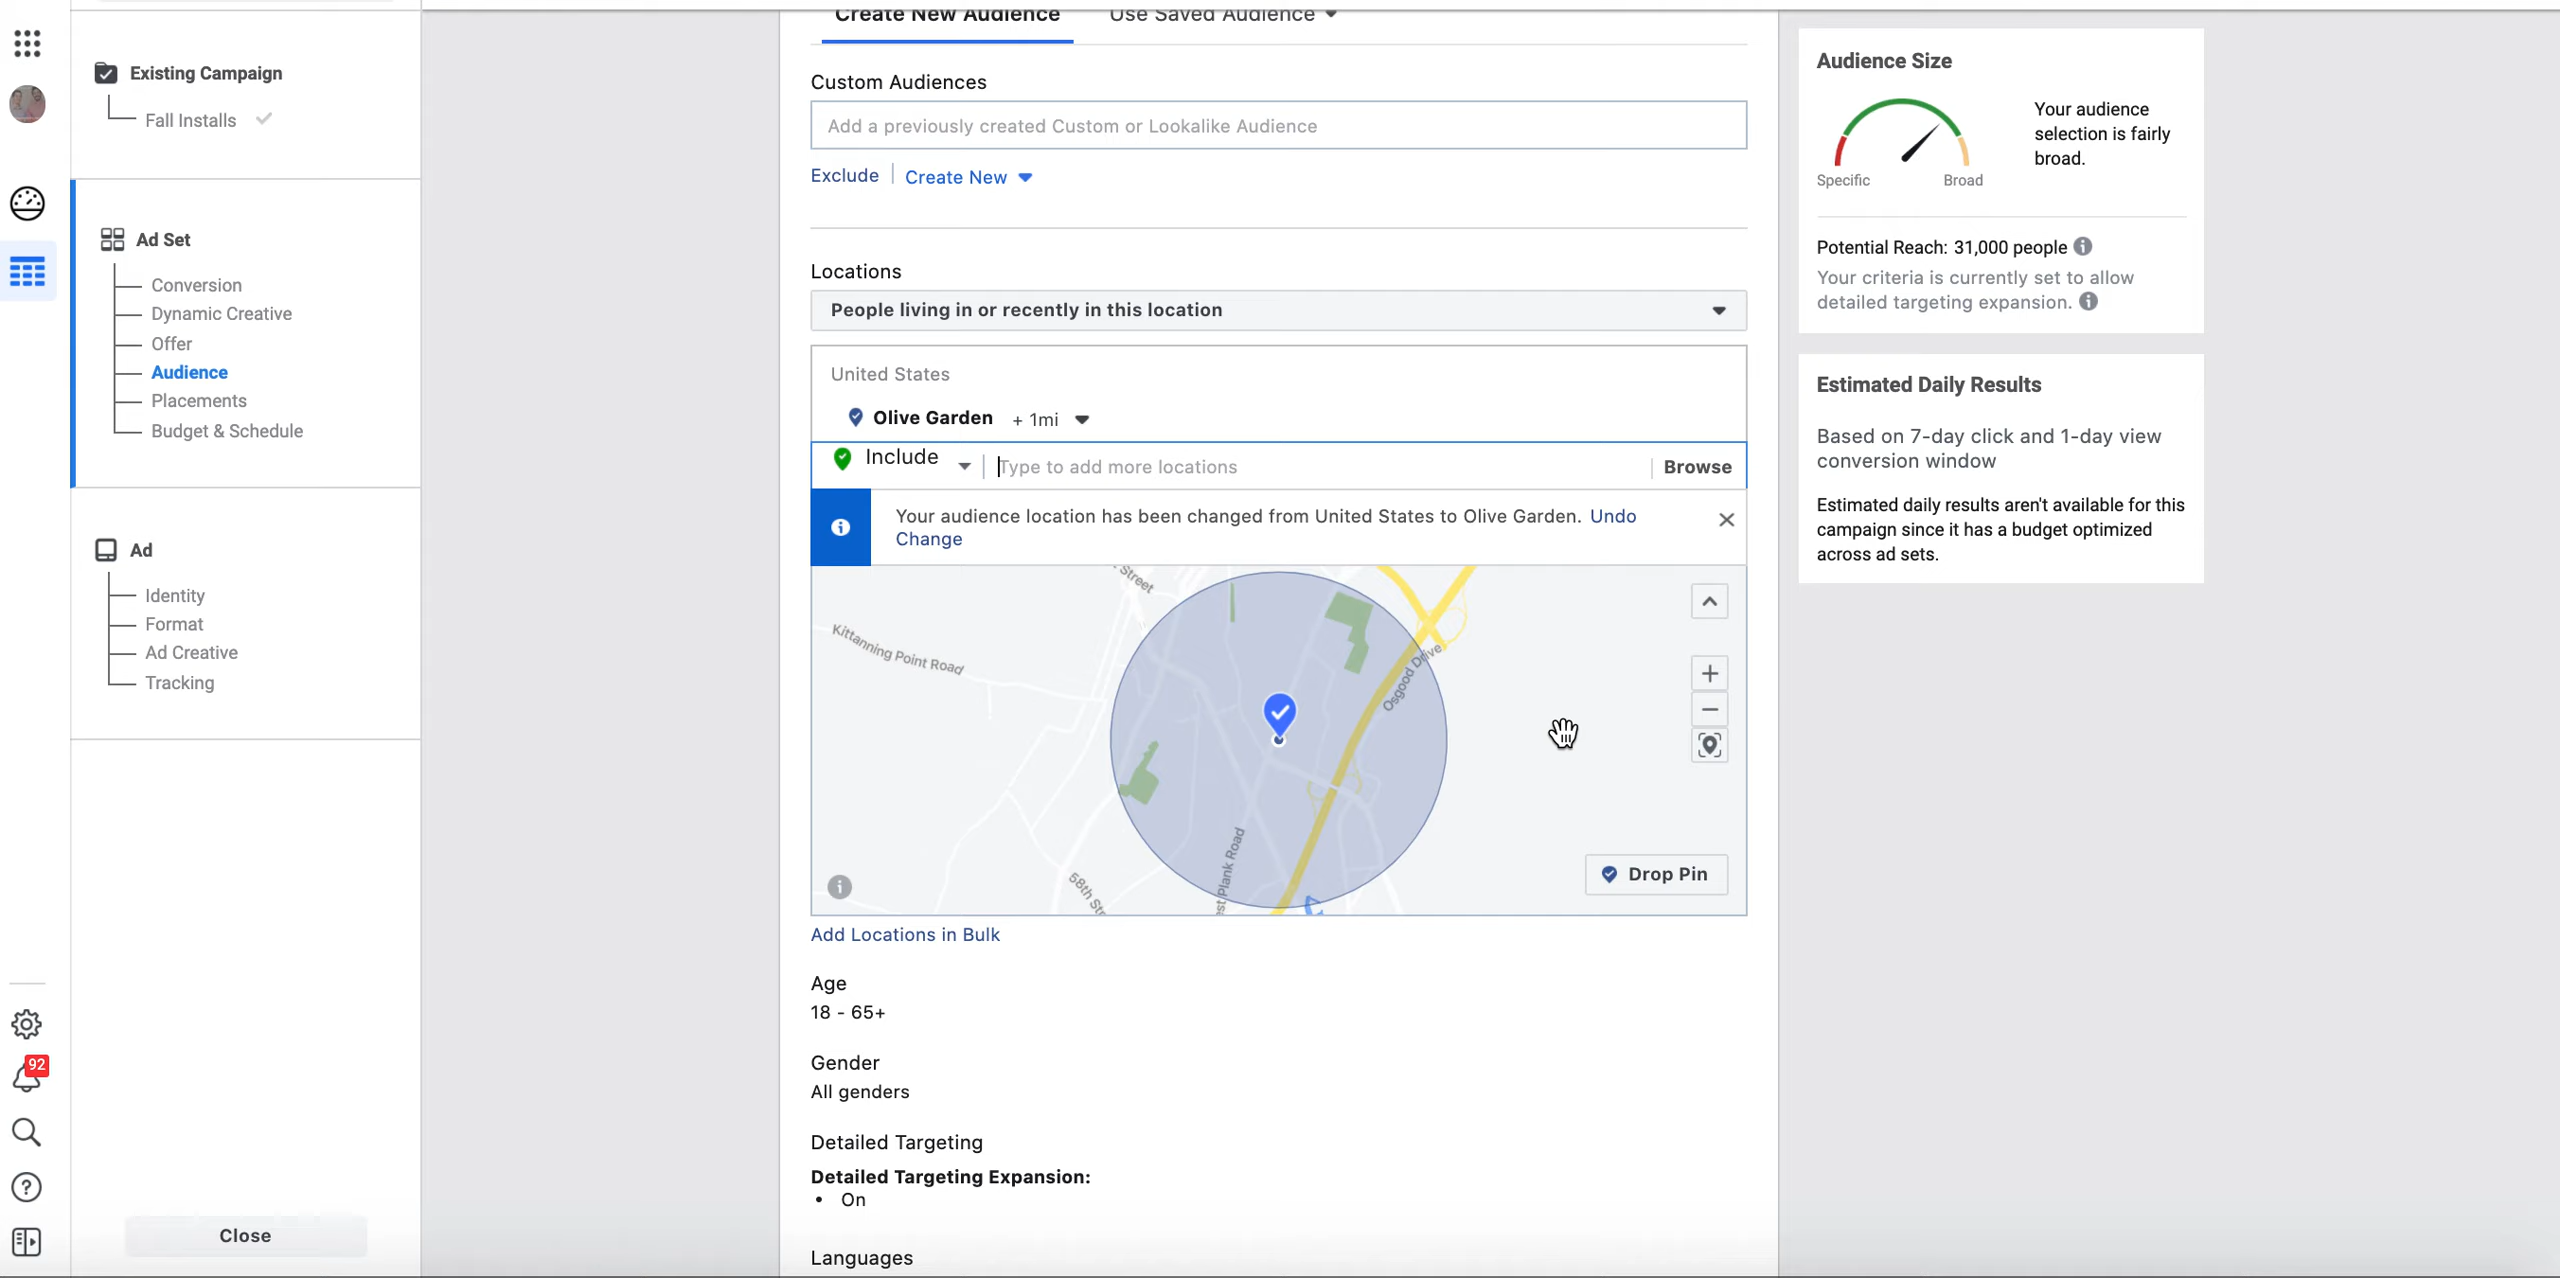 Create New Audience
Use Saved Audience
Existing Campaign
Fall Installs
Ad Set
Conversion
Dynamic Creative
Offer
Audience
Placements
Budget & Schedule
Ad
Identity
Format
Ad Creative
Tracking
92
Close
Custom Audiences
Add a previously created Custom or Lookalike Audience
Exclude
Create New
Locations
People living in or recently in this location
United States
Olive Garden + 1mi
Include
Type to add more locations
Browse
Your audience location has been changed from United States to Olive Garden. Undo
Change
Street
Kittanning Point Road
Osgood Drive
Plank Road
58th
Drop Pin
Add Locations in Bulk
Age
18 - 65+
Gender
All genders
Detailed Targeting
Detailed Targeting Expansion:
• On
Languages
Audience Size
Your audience
selection is fairly
broad.
Specific
Broad
Potential Reach: 31,000 people
Your criteria is currently set to allow
detailed targeting expansion.
Estimated Daily Results
Based on 7-day click and 1-day view
conversion window
Estimated daily results aren't available for this
campaign since it has a budget optimized
across ad sets.